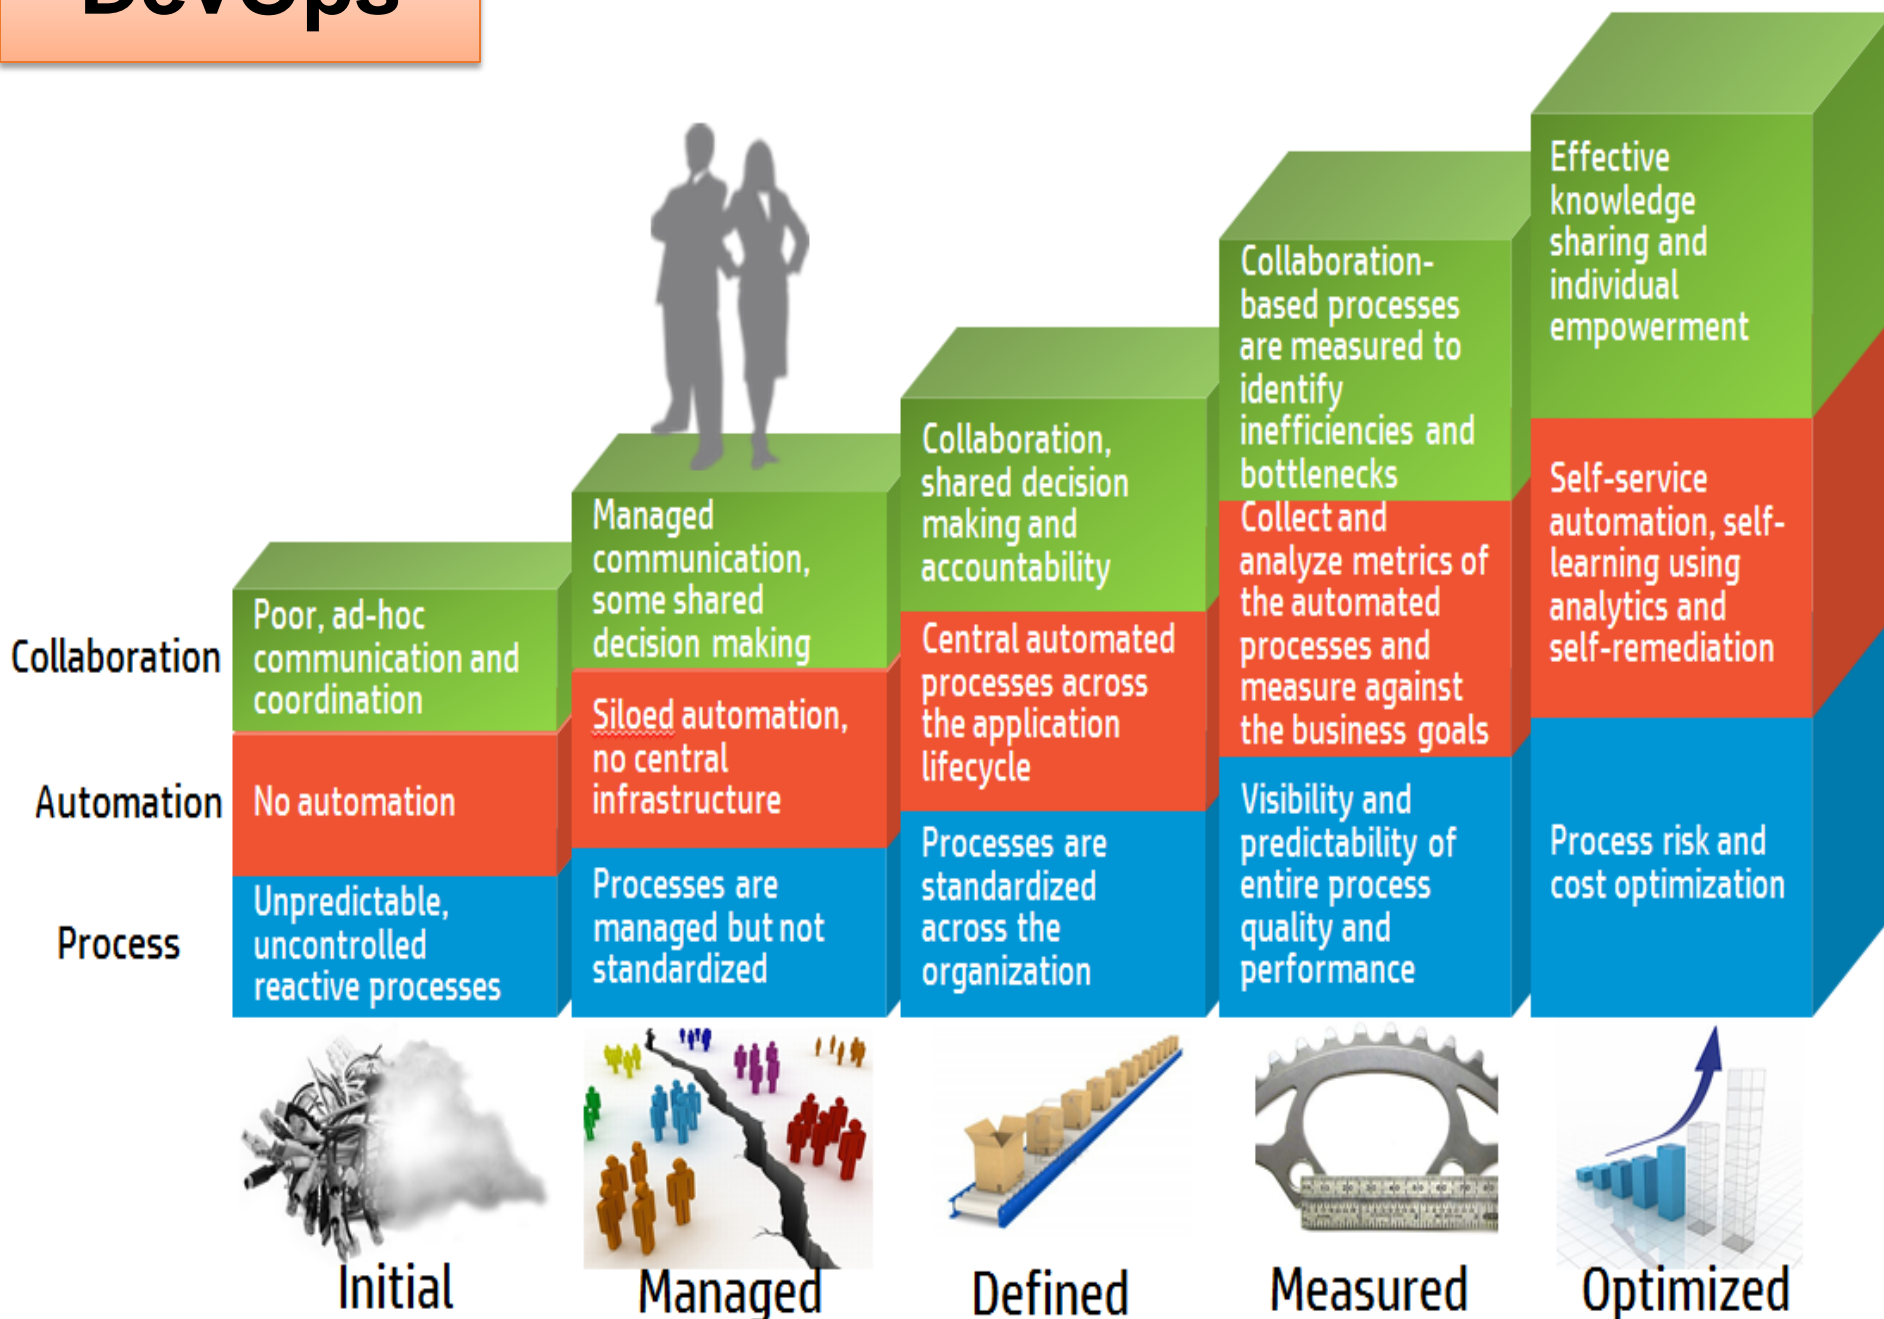 DevOps
Effective
knowledge
sharing and
individual
empowerment
Collaboration-
based processes
are measured to
identify
inefficiencies and
bottlenecks
Collaboration,
shared decision
making and
accountability
Managed
communication,
some shared
decision making
Poor, ad-hoc
communication and
coordination
Collaboration
Self-service
automation, self-
learning using
analytics and
self-remediation
Collect and
analyze metrics of
the automated
processes and
measure against
the business goals
Central automated
processes across
the application
lifecycle
Siloed automation,
no central
infrastructure
No automation
Automation
Process risk and
cost optimization
Visibility and
predictability of
entire process
quality and
performance
Processes are
standardized
across the
organization
Processes are
managed but not
standardized
Unpredictable,
uncontrolled
reactive processes
Process
Initial
Managed
Defined
Measured
Optimized